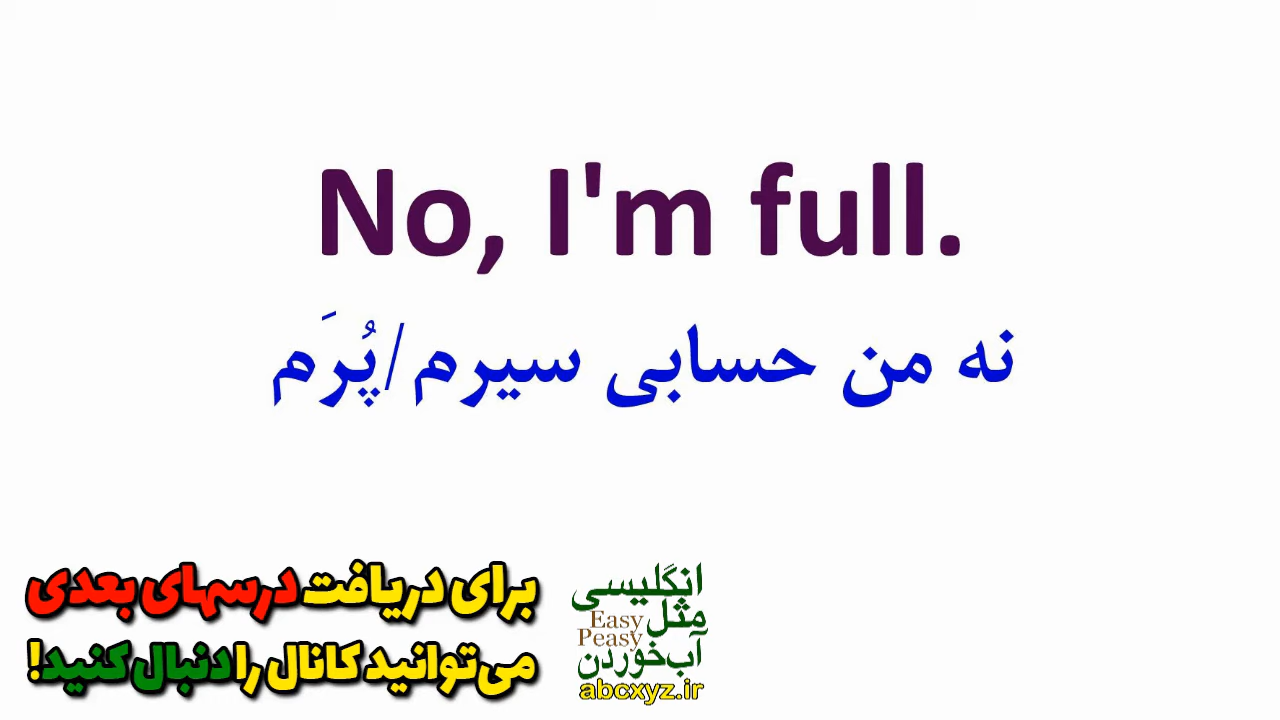 No, I'm full.
نه من حسابی سیرم/پُرَم
برای دریافت درسهای بعدی
می‌توانید کانال را دنبال کنید!
انگلیسی
مثل
Easy
Peasy
آب‌خوردن
abcxyz.ir